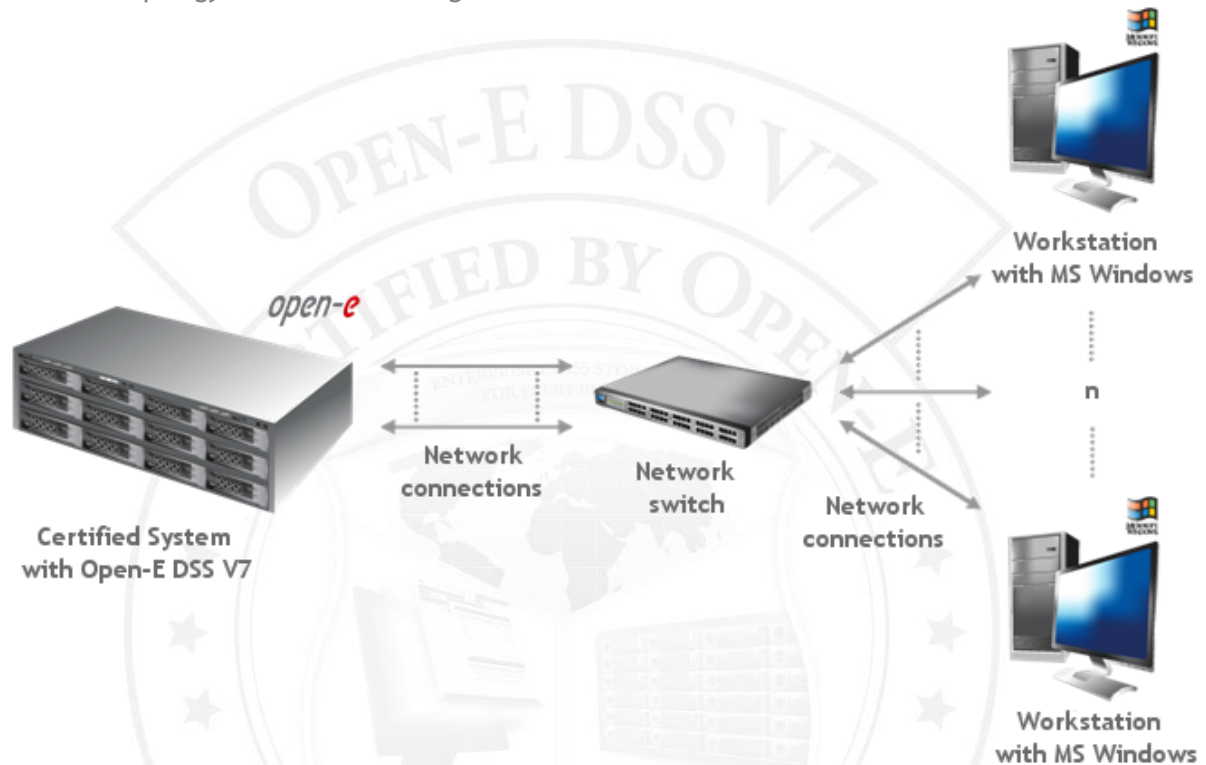 OPEN-E DSS V7
CERTIFIED BY OPEN-E
open-e
Workstation
with MS Windows
n
Network
connections
Network
switch
Network
connections
Certified System
with Open-E DSS V7
Workstation
with MS Windows